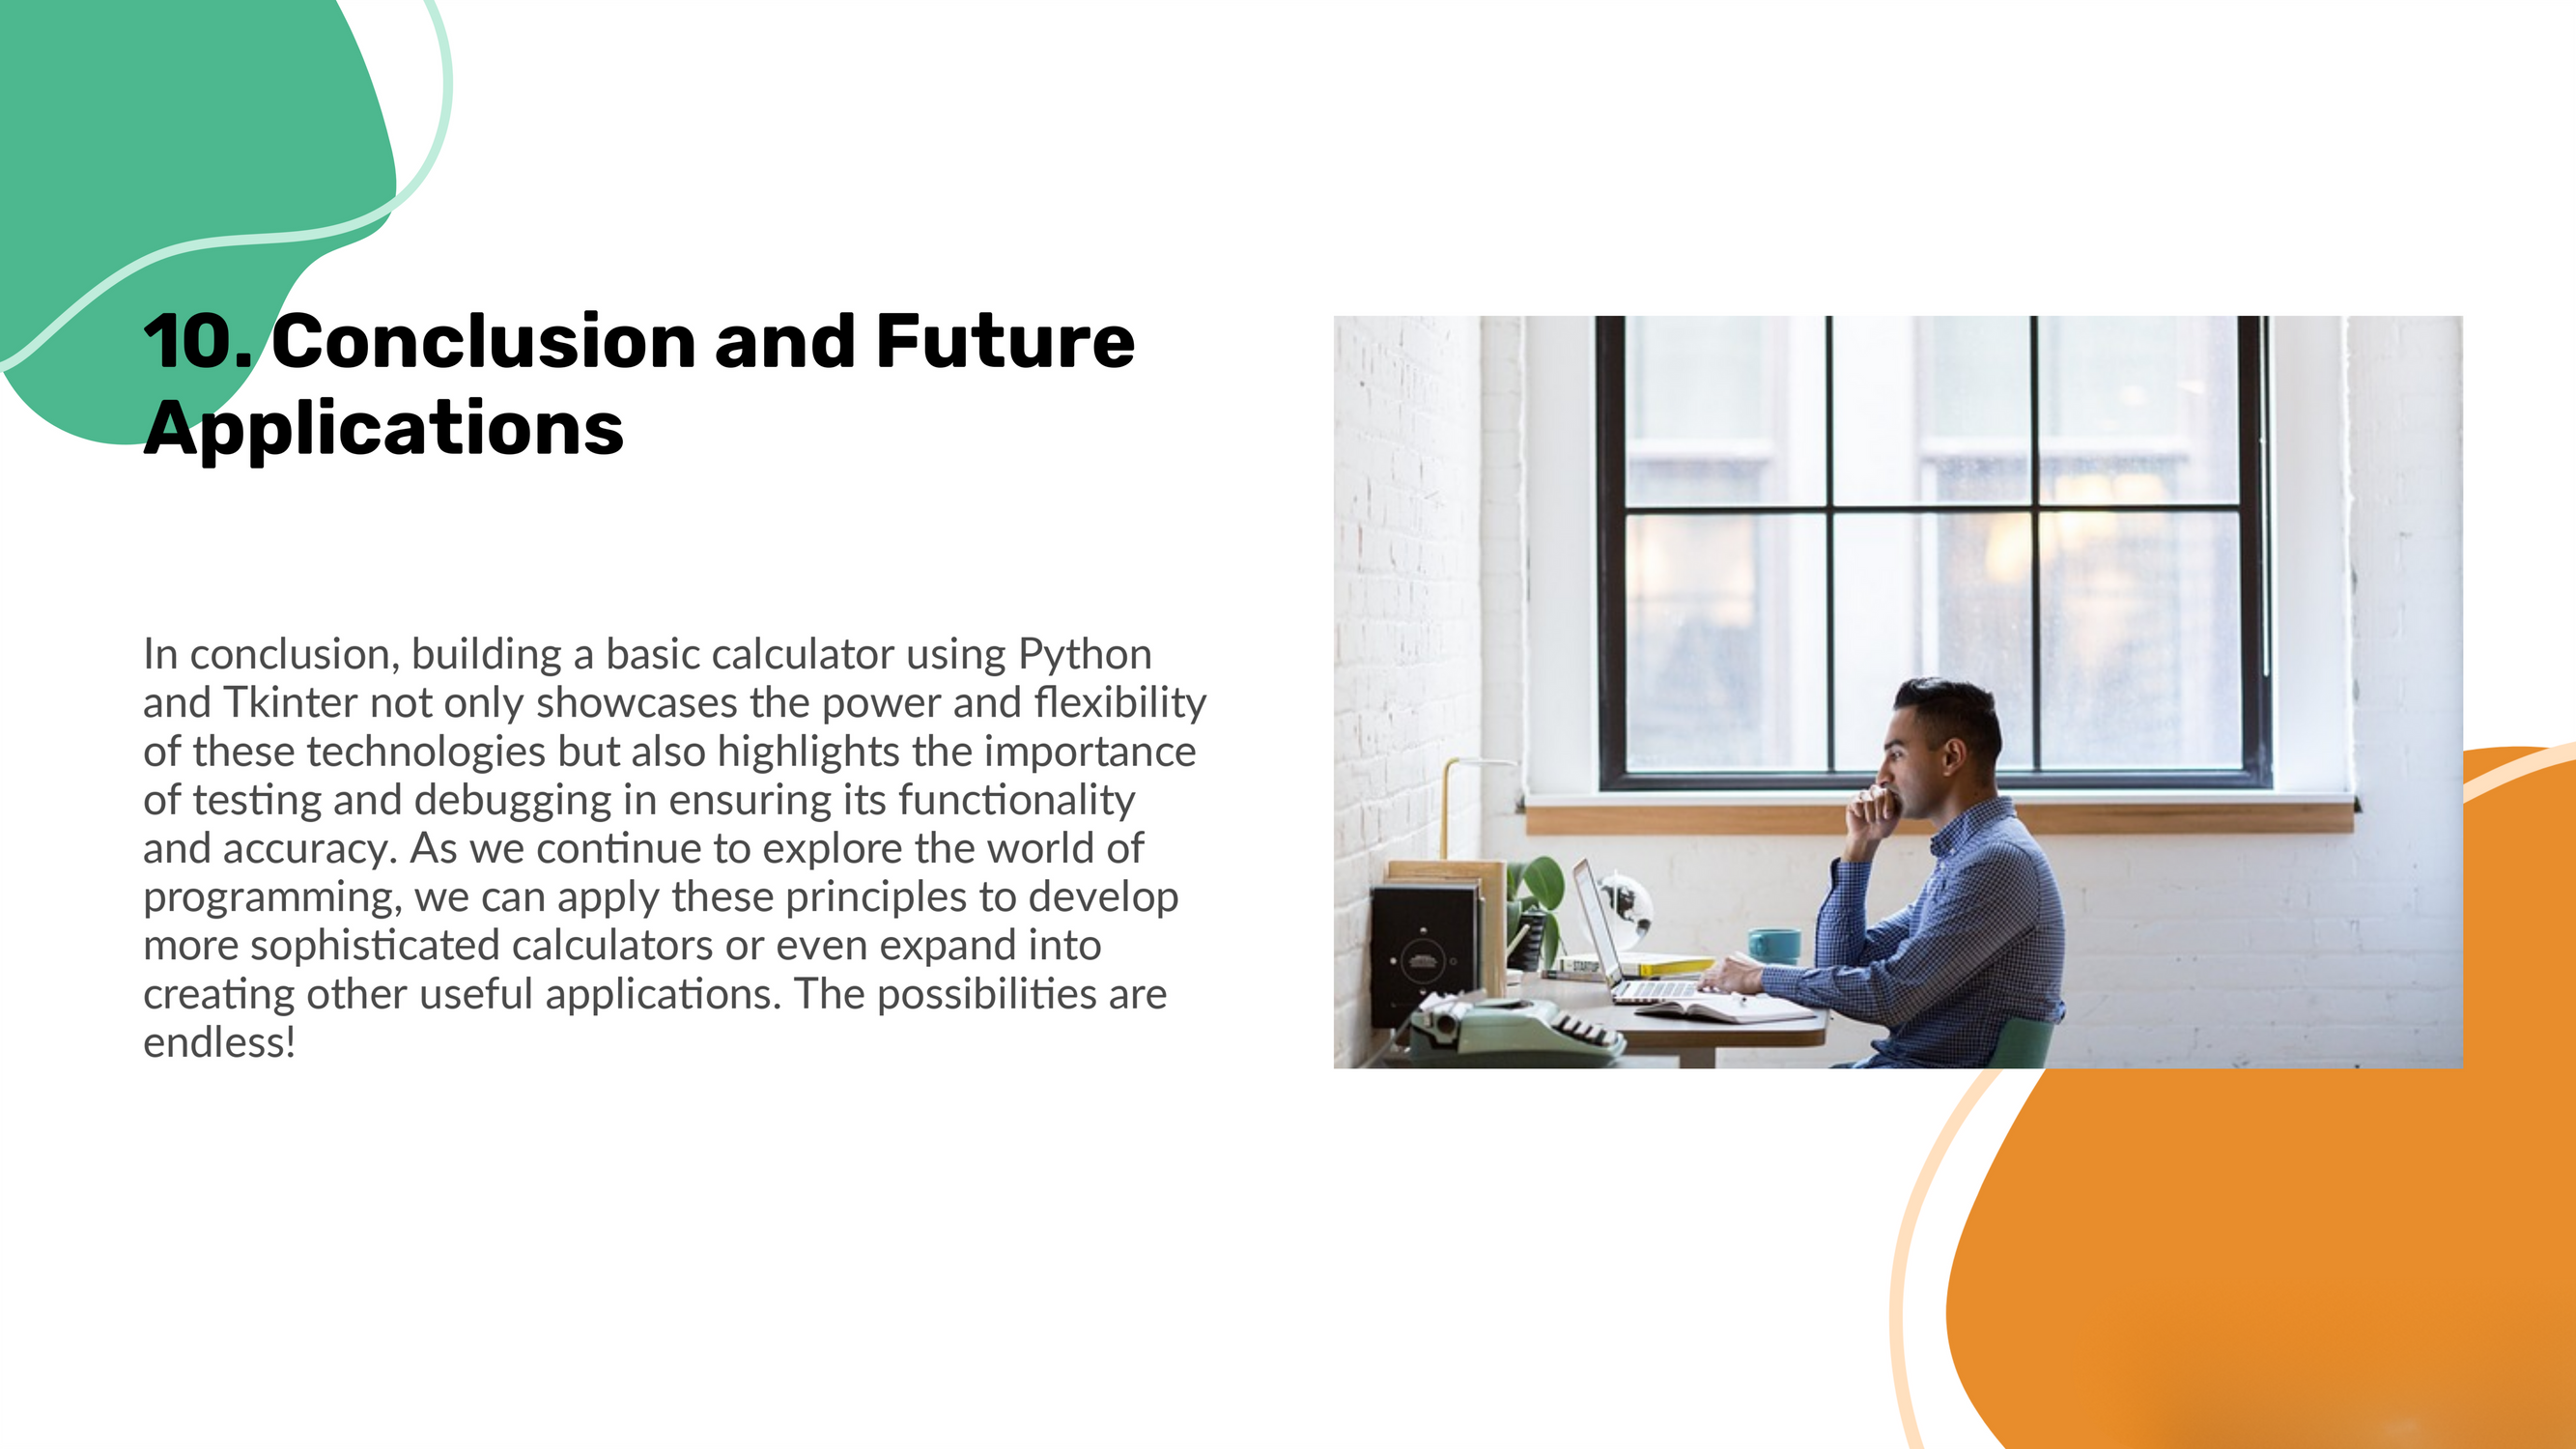 10. Conclusion and Future
Applications
In conclusion, building a basic calculator using Python
and Tkinter not only showcases the power and flexibility
of these technologies but also highlights the importance
of testing and debugging in ensuring its functionality
and accuracy. As we continue to explore the world of
programming, we can apply these principles to develop
more sophisticated calculators or even expand into
creating other useful applications. The possibilities are
endless!
STARTUP